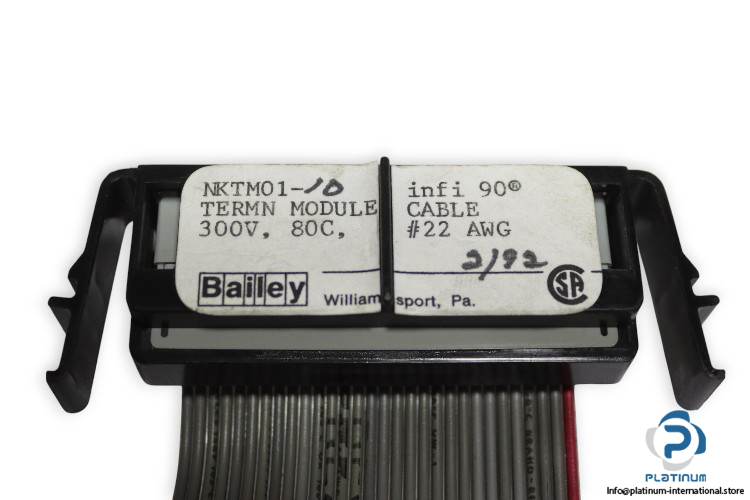 NKTM01-10 infi 90®
TERMN MODULE CABLE
300V, 80C, #22 AWG
2/92
Bailey
Williamsport, Pa.
SA
PLATINUM
Info@platinum-international.store